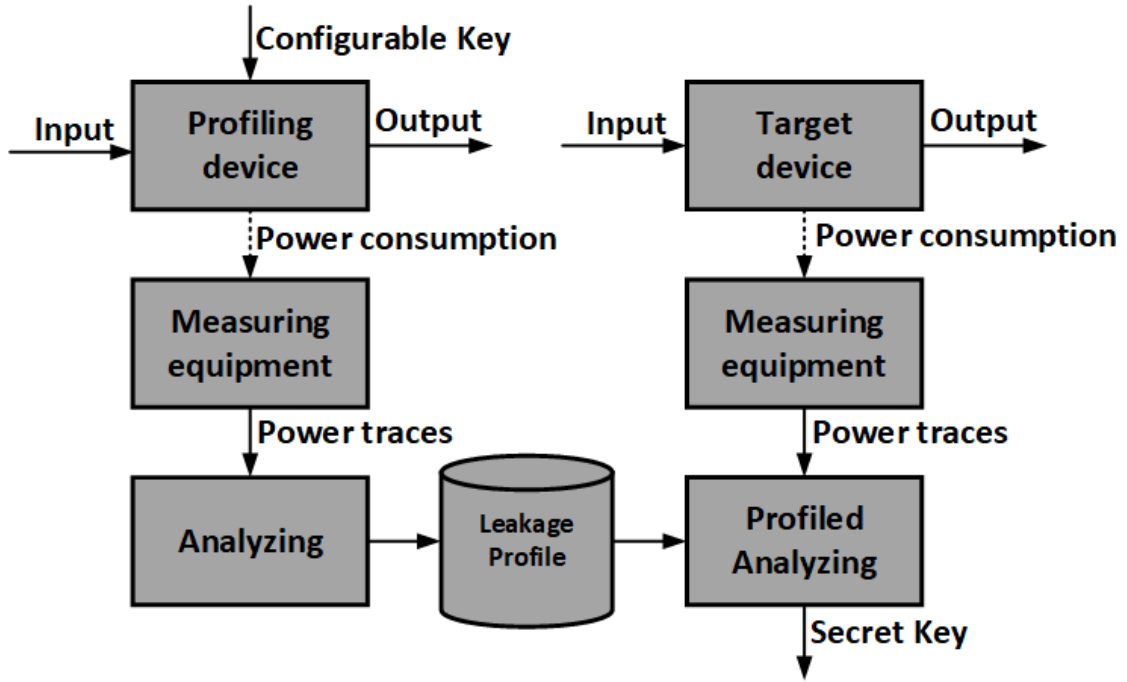 Configurable Key
Input
Profiling
device
Output
Power consumption
Measuring
equipment
Power traces
Analyzing
Leakage
Profile
Input
Target
device
Output
Power consumption
Measuring
equipment
Power traces
Profiled
Analyzing
Secret Key